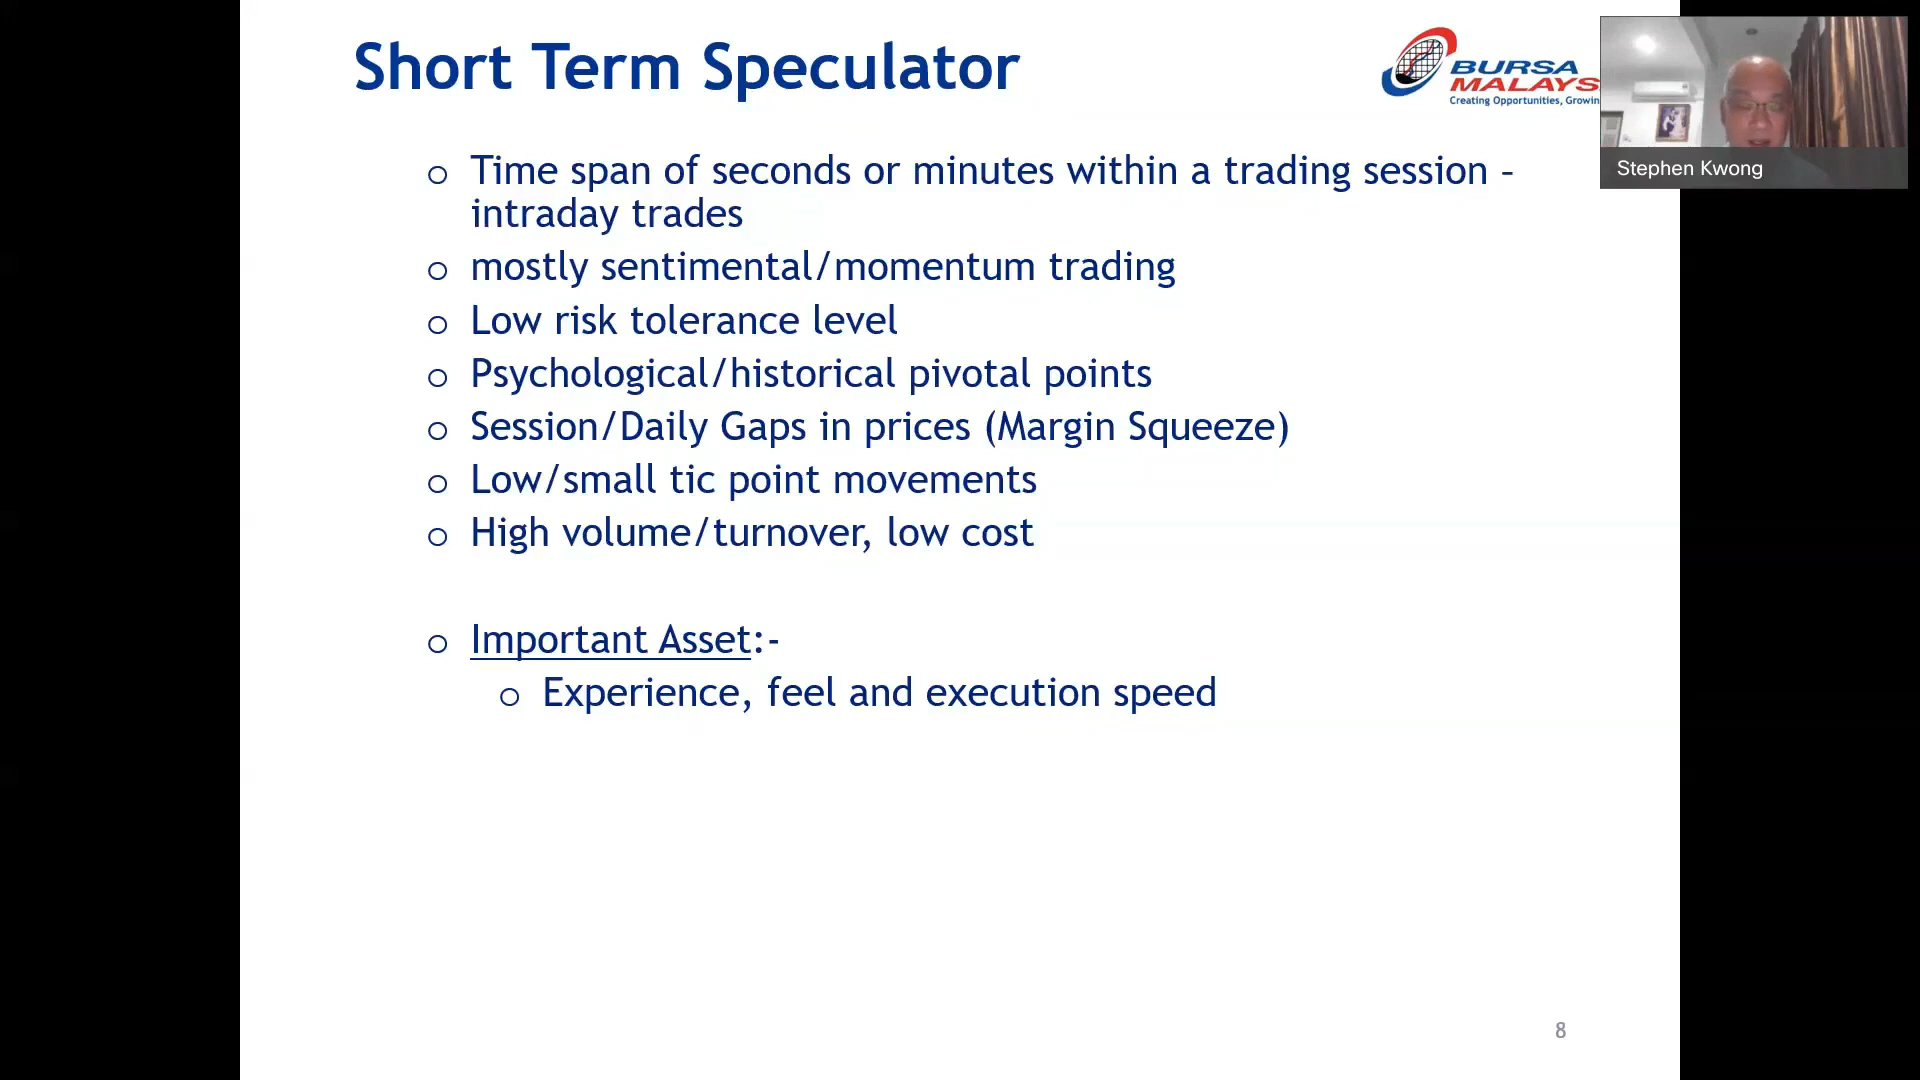 Short Term Speculator
BURSA
MALAYS
Creating Opportunities, Growin
Stephen Kwong
Time span of seconds or minutes within a trading session –
intraday trades
mostly sentimental/momentum trading
Low risk tolerance level
Psychological/historical pivotal points
Session/Daily Gaps in prices (Margin Squeeze)
Low/small tic point movements
High volume/turnover, low cost
Important Asset:-
Experience, feel and execution speed
8